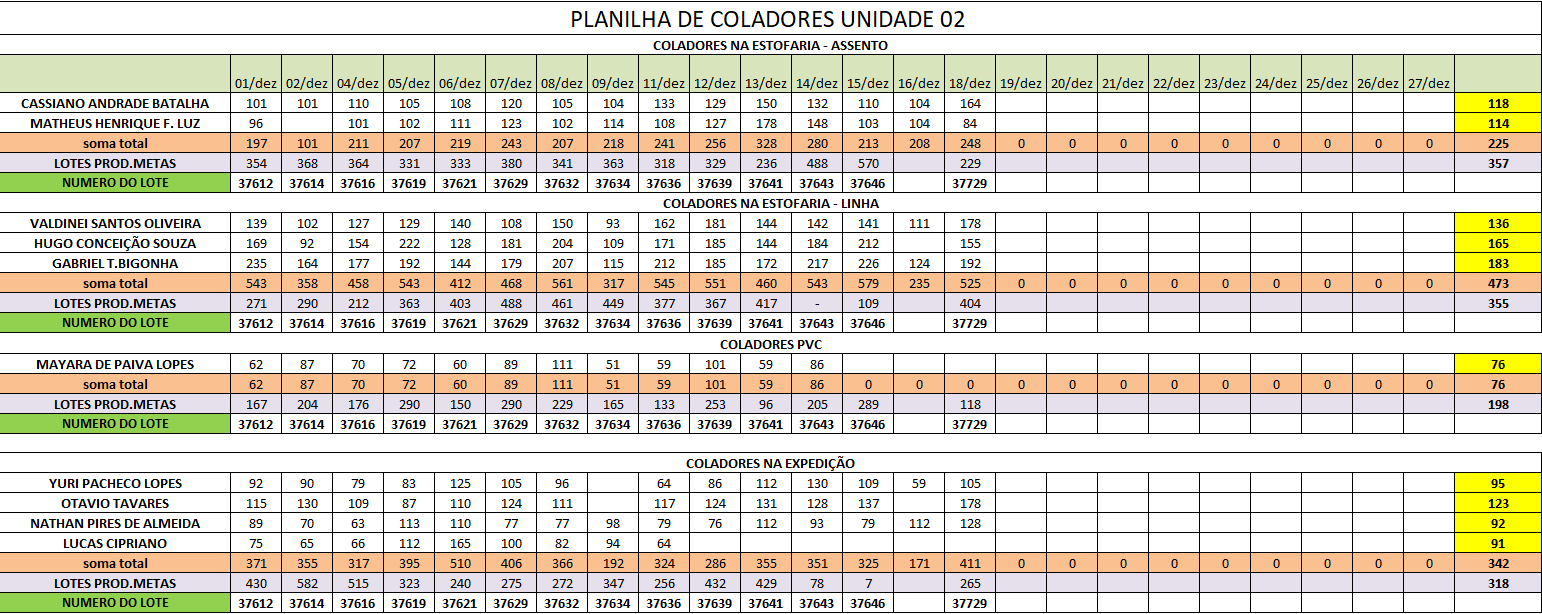 PLANILHA DE COLADORES UNIDADE 02
COLADORES NA ESTOFARIA - ASSENTO
01/dez 02/dez 04/dez 05/dez 06/dez 07/dez 08/dez 09/dez 11/dez 12/dez 13/dez 14/dez 15/dez 16/dez 18/dez 19/dez 20/dez 21/dez 22/dez 23/dez 24/dez 25/dez 26/dez 27/dez
CASSIANO ANDRADE BATALHA 101 101 110 105 108 120 105 104 133 129 150 132 110 104 164 118
MATHEUS HENRIQUE F. LUZ 96 101 102 111 123 102 114 108 127 178 148 103 104 84 114
soma total 197 101 211 207 219 243 207 218 241 256 328 280 213 208 248 0 0 0 0 0 0 0 0 0 225
LOTES PROD.METAS 354 368 364 331 333 380 341 363 318 329 236 488 570 229 357
NUMERO DO LOTE 37612 37614 37616 37619 37621 37629 37632 37634 37636 37639 37641 37643 37646 37729
COLADORES NA ESTOFARIA - LINHA
VALDINEI SANTOS OLIVEIRA 139 102 127 129 140 108 150 93 162 181 144 142 141 111 178 136
HUGO CONCEIÇÃO SOUZA 169 92 154 222 128 181 204 109 171 185 144 184 212 155 165
GABRIEL T.BIGONHA 235 164 177 192 144 179 207 115 212 185 172 217 226 124 192 183
soma total 543 358 458 543 412 468 561 317 545 551 460 543 579 235 525 0 0 0 0 0 0 0 0 0 473
LOTES PROD.METAS 271 290 212 363 403 488 461 449 377 367 417 - 109 404 355
NUMERO DO LOTE 37612 37614 37616 37619 37621 37629 37632 37634 37636 37639 37641 37643 37646 37729
COLADORES PVC
MAYARA DE PAIVA LOPES 62 87 70 72 60 89 111 51 59 101 59 86 76
soma total 62 87 70 72 60 89 111 51 59 101 59 86 0 0 0 0 0 0 0 0 0 0 0 0 76
LOTES PROD.METAS 167 204 176 290 150 290 229 165 133 253 96 205 289 118 198
NUMERO DO LOTE 37612 37614 37616 37619 37621 37629 37632 37634 37636 37639 37641 37643 37646 37729
COLADORES NA EXPEDIÇÃO
YURI PACHECO LOPES 92 90 79 83 125 105 96 64 86 112 130 109 59 105 95
OTAVIO TAVARES 115 130 109 87 110 124 111 117 124 131 128 137 178 123
NATHAN PIRES DE ALMEIDA 89 70 63 113 110 77 77 98 79 76 112 93 79 112 128 92
LUCAS CIPRIANO 75 65 66 112 165 100 82 94 64 91
soma total 371 355 317 395 510 406 366 192 324 286 355 351 325 171 411 0 0 0 0 0 0 0 0 0 342
LOTES PROD.METAS 430 582 515 323 240 275 272 347 256 432 429 78 7 265 318
NUMERO DO LOTE 37612 37614 37616 37619 37621 37629 37632 37634 37636 37639 37641 37643 37646 37729